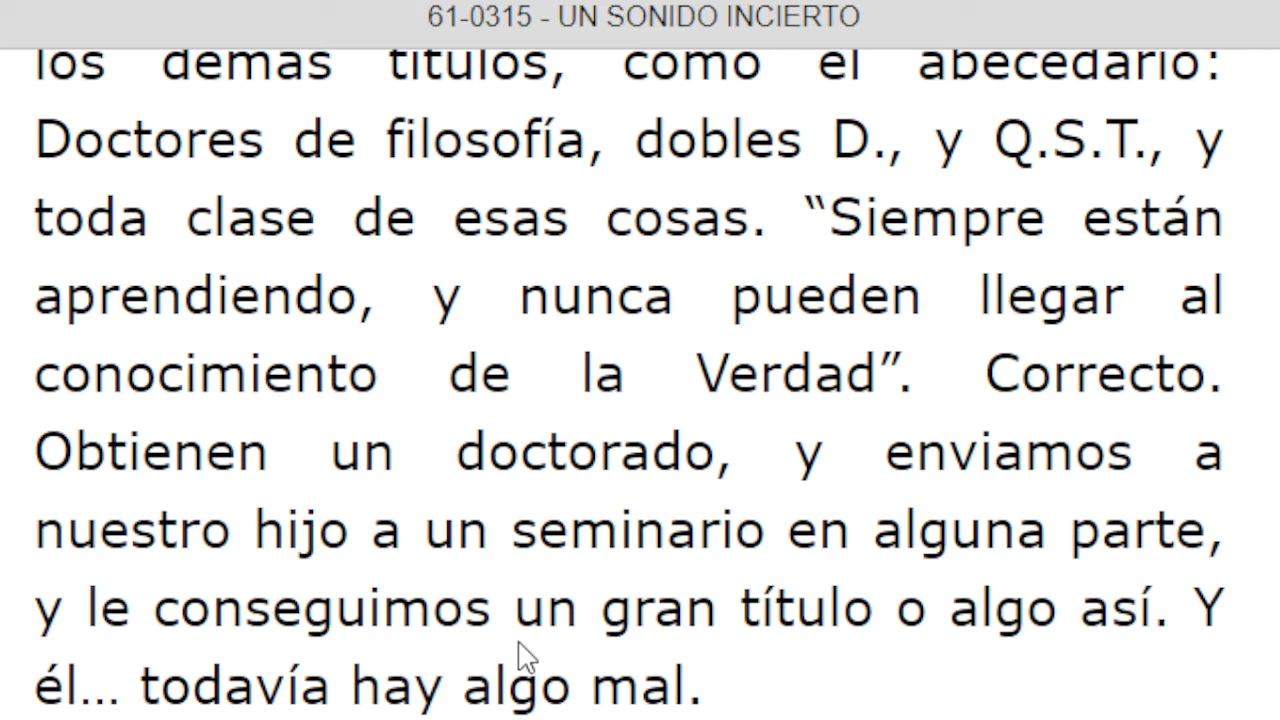 61-0315 - UN SONIDO INCIERTO
los demás títulos, como el abecedario:
Doctores de filosofía, dobles D., y Q.S.T., y
toda clase de esas cosas. “Siempre están
aprendiendo, y nunca pueden llegar al
conocimiento de la Verdad”. Correcto.
Obtienen un doctorado, y enviamos a
nuestro hijo a un seminario en alguna parte,
y le conseguimos un gran título o algo así. Y
él... todavía hay algo mal.